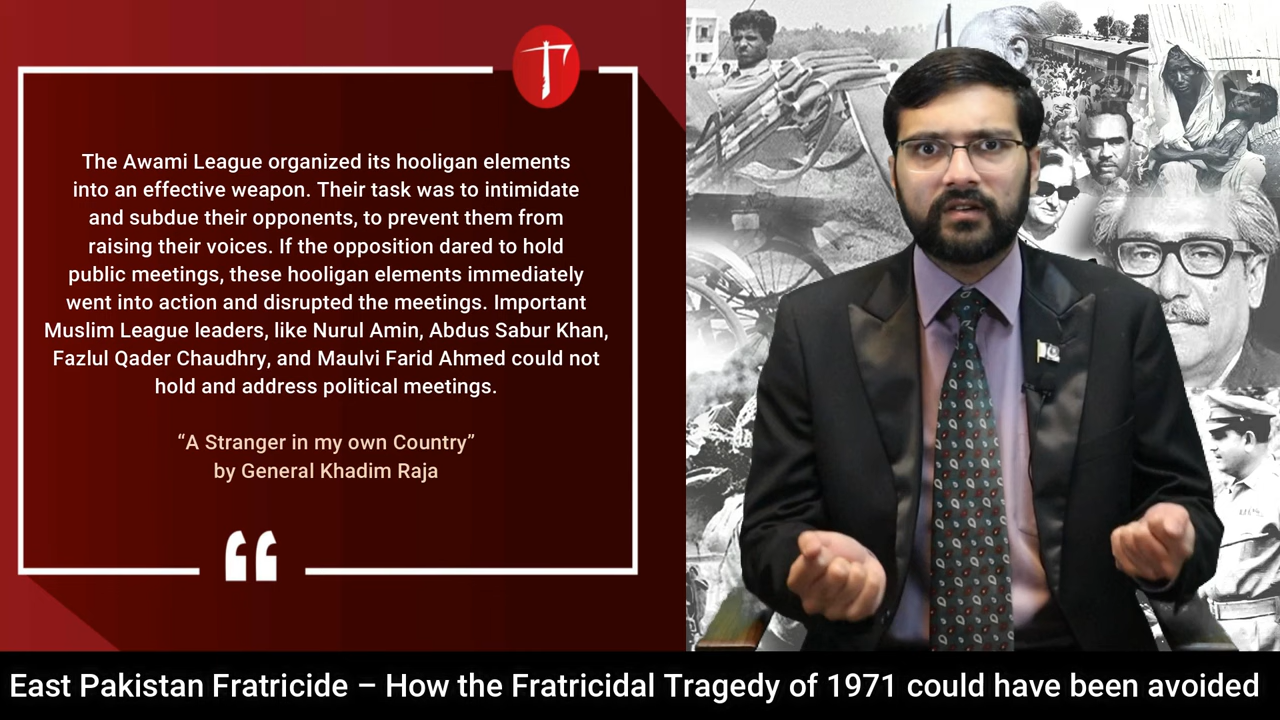 The Awami League organized its hooligan elements
into an effective weapon. Their task was to intimidate
and subdue their opponents, to prevent them from
raising their voices. If the opposition dared to hold
public meetings, these hooligan elements immediately
went into action and disrupted the meetings. Important
Muslim League leaders, like Nurul Amin, Abdus Sabur Khan,
Fazlul Qader Chaudhry, and Maulvi Farid Ahmed could not
hold and address political meetings.
“A Stranger in my own Country”
by General Khadim Raja
East Pakistan Fratricide – How the Fratricidal Tragedy of 1971 could have been avoided